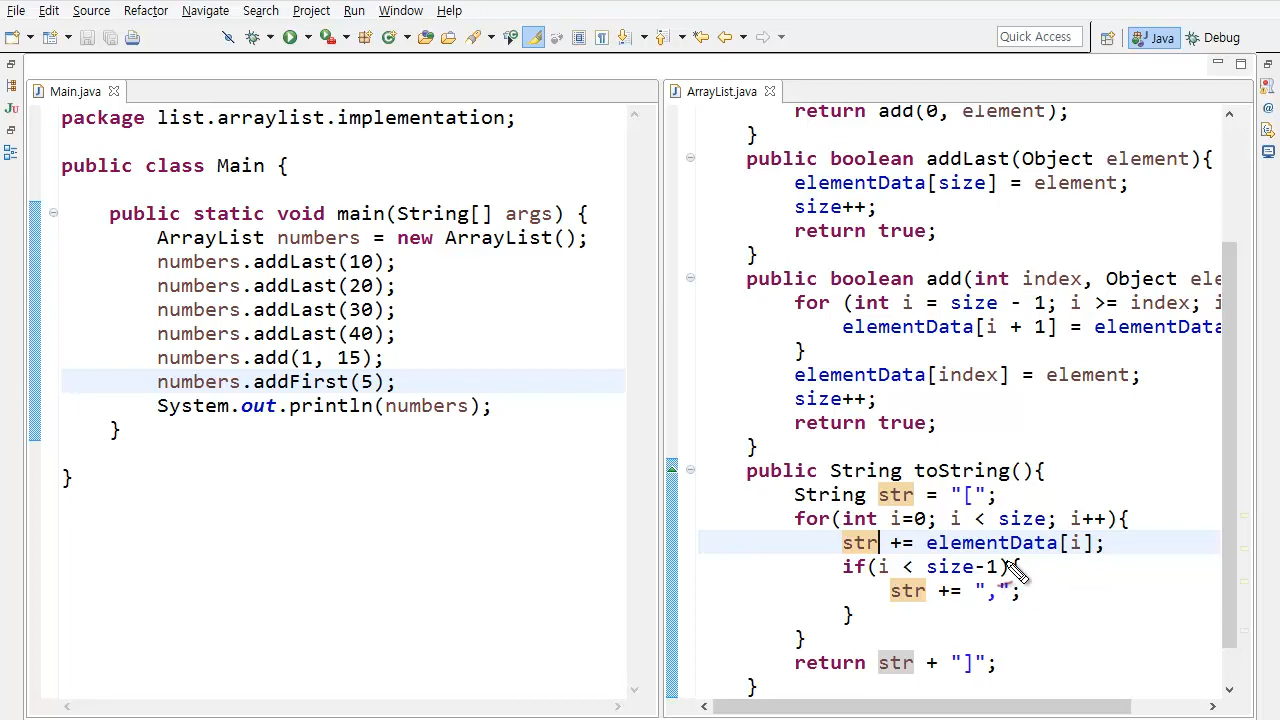 File Edit Source Refactor Navigate Search Project Run Window Help
Quick Access Java Debug
Main.java
package list.arraylist.implementation;
public class Main {
public static void main(String[] args) {
ArrayList numbers = new ArrayList();
numbers.addLast(10);
numbers.addLast(20);
numbers.addLast(30);
numbers.addLast(40);
numbers.add(1, 15);
numbers.addFirst(5);
System.out.println(numbers);
}
}
ArrayList.java
return add(0, element);
}
public boolean addLast(Object element){
elementData[size] = element;
size++;
return true;
}
public boolean add(int index, Object ele
for (int i = size - 1; i >= index; i
elementData[i + 1] = elementData
}
elementData[index] = element;
size++;
return true;
}
public String toString(){
String str = "[";
for(int i=0; i < size; i++){
str += elementData[i];
if(i < size-1){
str += ",";
}
}
return str + "]";
}